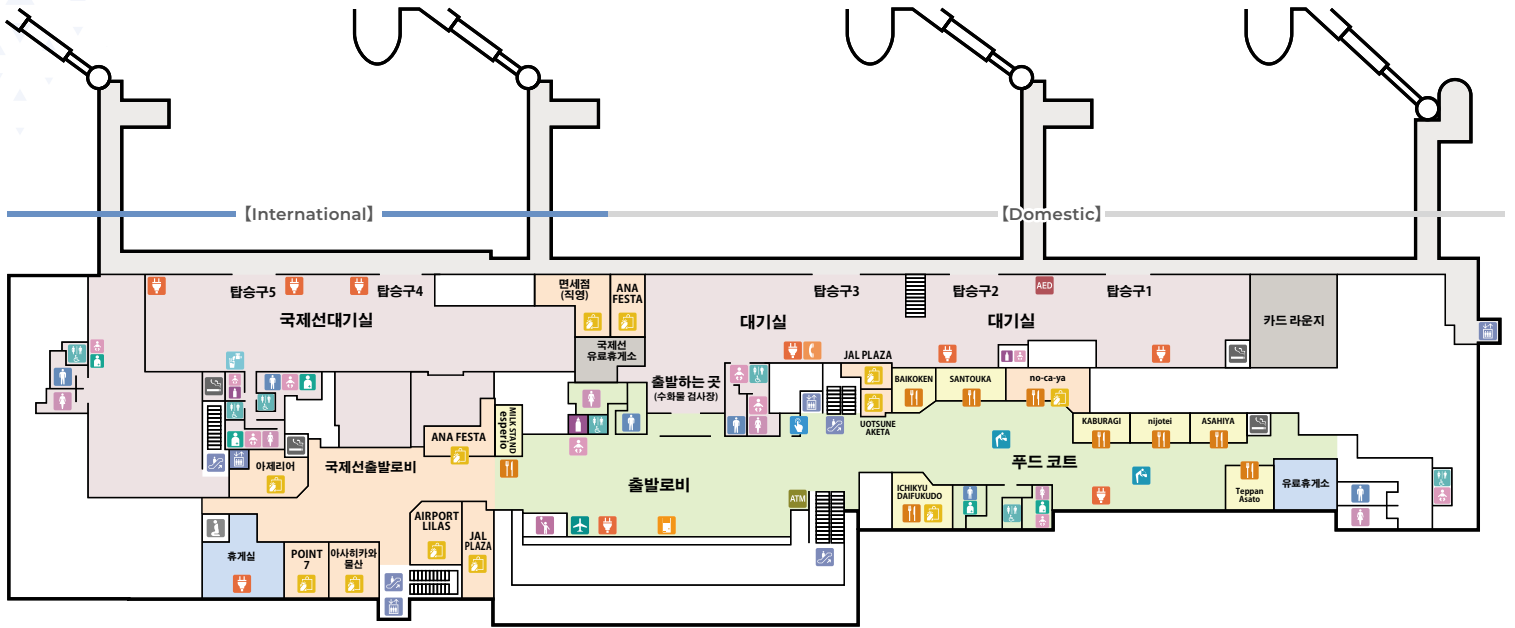 【International】
【Domestic】
탑승구5
탑승구4
국제선대기실
면세점
(직영)
ANA
FESTA
국제선
유료휴게소
탑승구3
대기실
탑승구2
AED
탑승구1
대기실
카드 라운지
출발하는 곳
(수화물 검사장)
JAL PLAZA
UOTSUNE
AKETA
BAIKOKEN
SANTOUKA
no-ca-ya
KABURAGI
nijotei
ASAHIYA
아제리어
국제선출발로비
ANA FESTA
MILK STAND
esperio
출발로비
푸드 코트
ATM
ICHIKYU
DAIFUKUDO
Teppan
Asato
유료휴게소
휴게실
POINT
7
아사히카와
물산
AIRPORT
LILAS
JAL
PLAZA